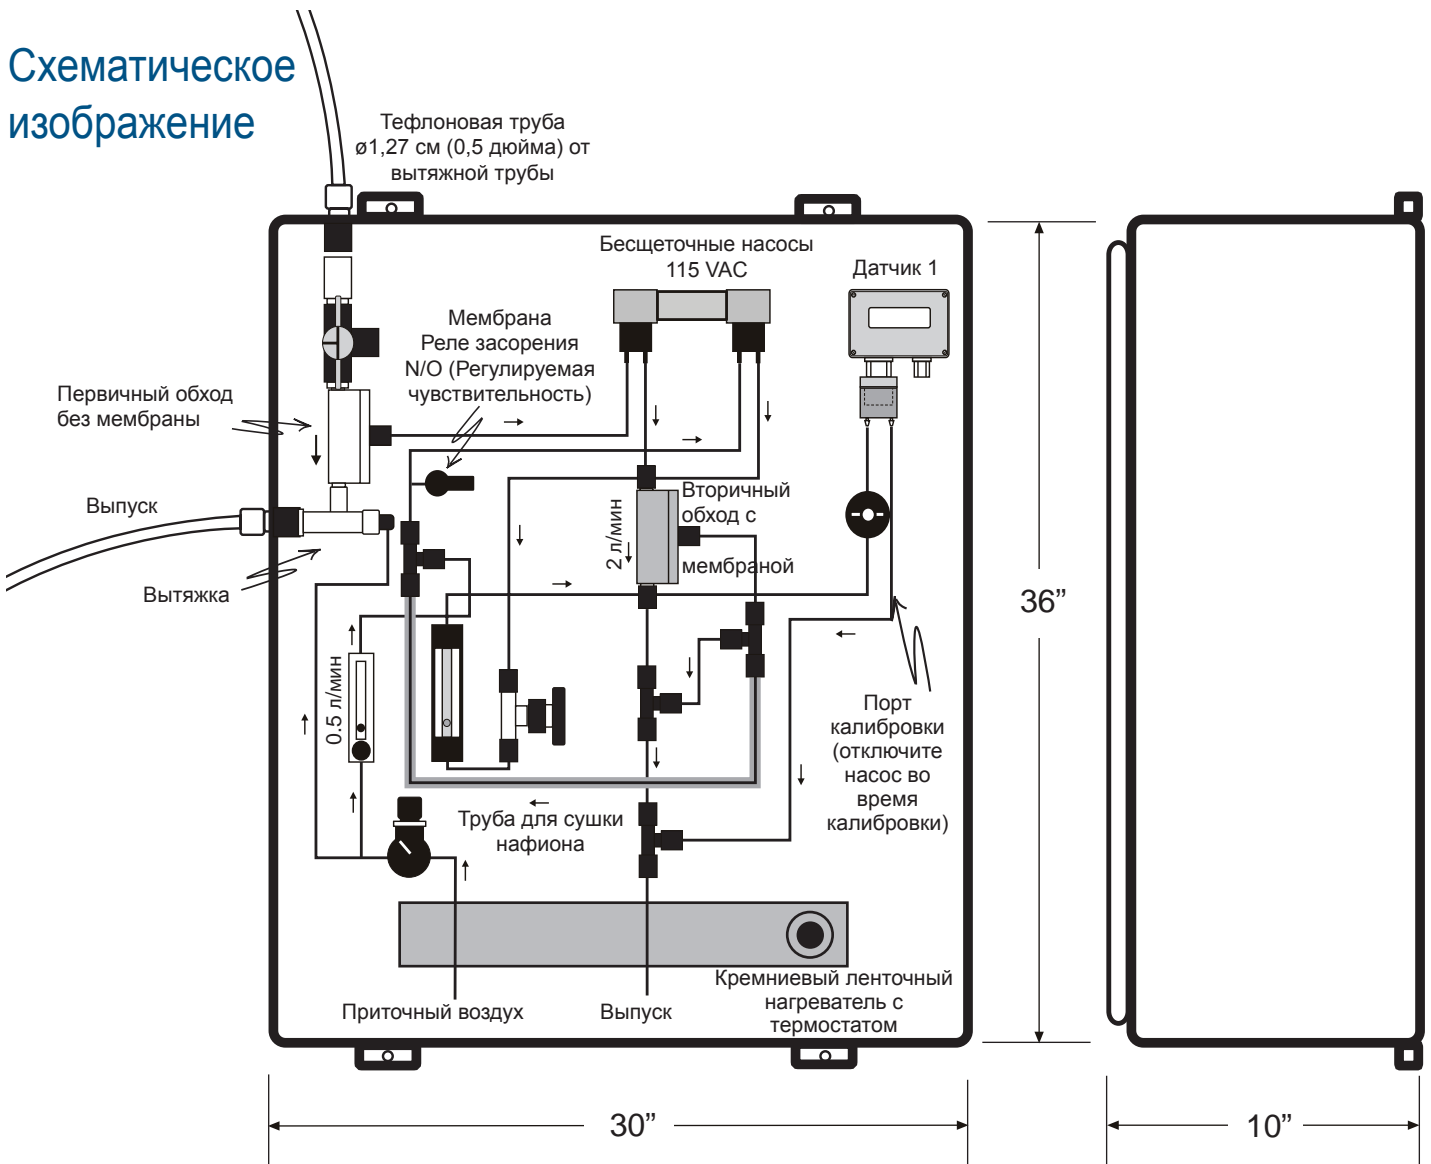 Схематическое
изображение
Тефлоновая труба
ø1,27 см (0,5 дюйма) от
вытяжной трубы
Бесщеточные насосы
115 VAC
Датчик 1
Мембрана
Реле засорения
N/O (Регулируемая
чувствительность)
Первичный обход
без мембраны
Выпуск
Вытяжка
Вторичный
обход с
мембраной
2 л/мин
0.5 л/мин
36”
Порт
калибровки
(отключите
насос во
время
калибровки)
Труба для сушки
нафиона
Кремниевый ленточный
нагреватель с
термостатом
Приточный воздух
Выпуск
30”
10”